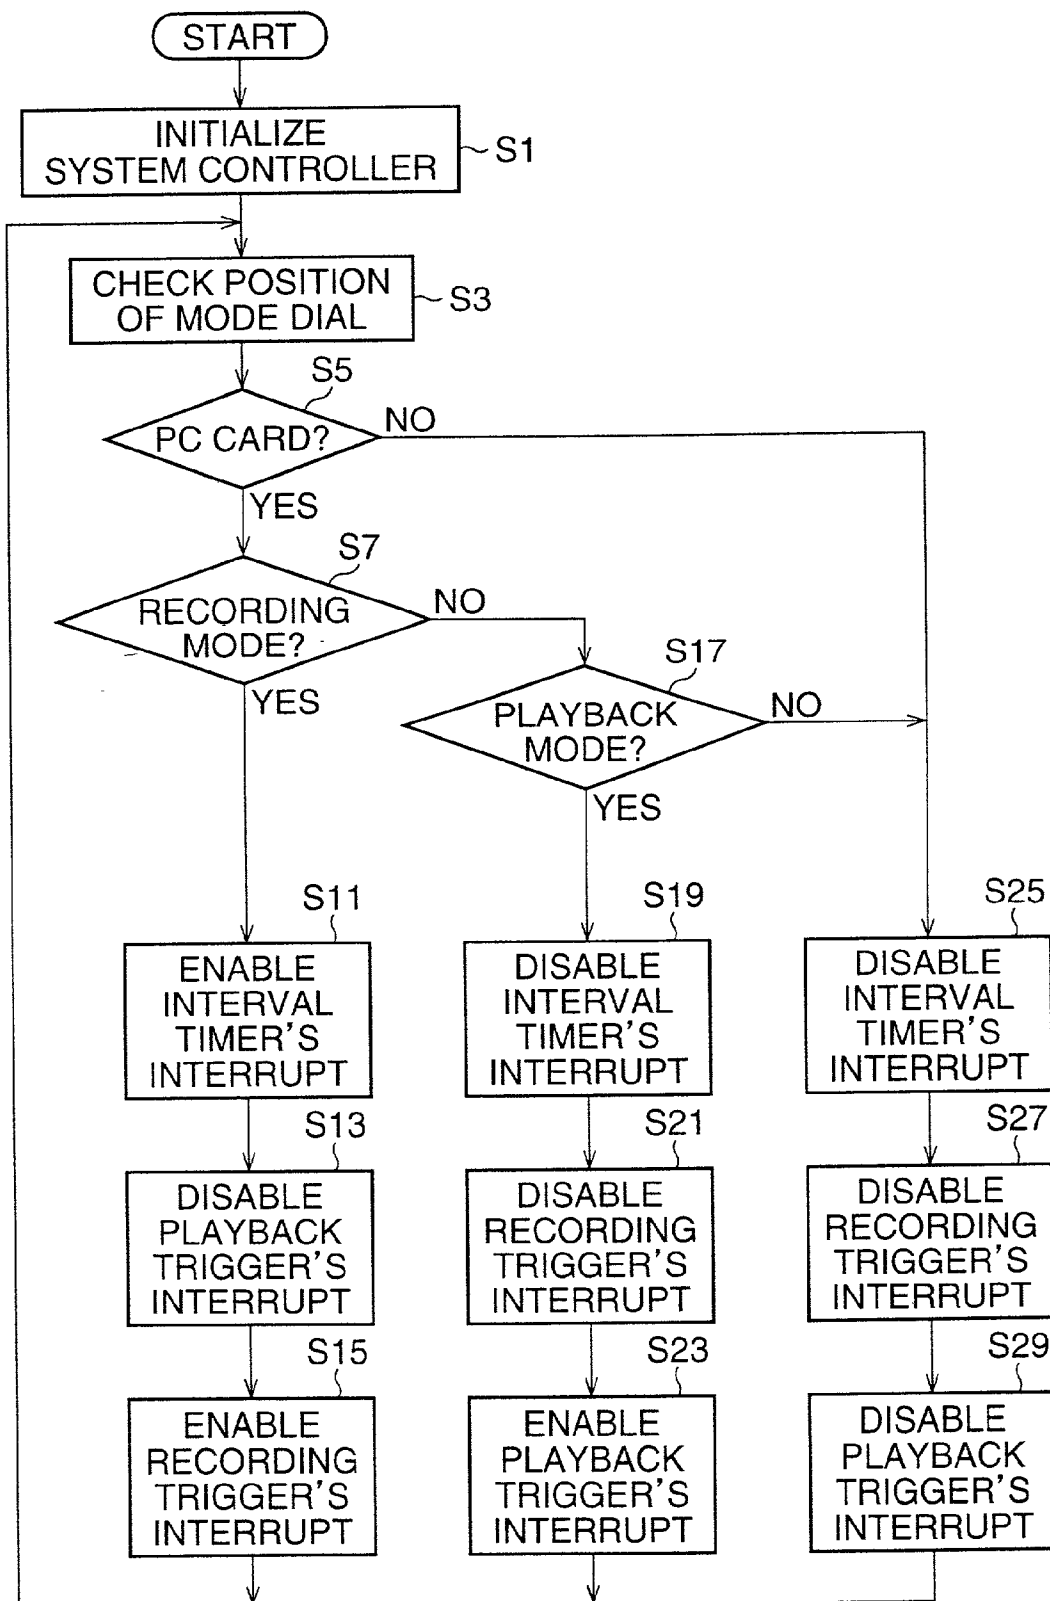 START
INITIALIZE
SYSTEM CONTROLLER
S1
CHECK POSITION
OF MODE DIAL
S3
S5
PC CARD?
NO
YES
S7
RECORDING
MODE?
NO
YES
S17
PLAYBACK
MODE?
NO
YES
S11
ENABLE
INTERVAL
TIMER'S
INTERRUPT
S19
DISABLE
INTERVAL
TIMER'S
INTERRUPT
S25
DISABLE
INTERVAL
TIMER'S
INTERRUPT
S13
DISABLE
PLAYBACK
TRIGGER'S
INTERRUPT
S21
DISABLE
RECORDING
TRIGGER'S
INTERRUPT
S27
DISABLE
RECORDING
TRIGGER'S
INTERRUPT
S15
ENABLE
RECORDING
TRIGGER'S
INTERRUPT
S23
ENABLE
PLAYBACK
TRIGGER'S
INTERRUPT
S29
DISABLE
PLAYBACK
TRIGGER'S
INTERRUPT